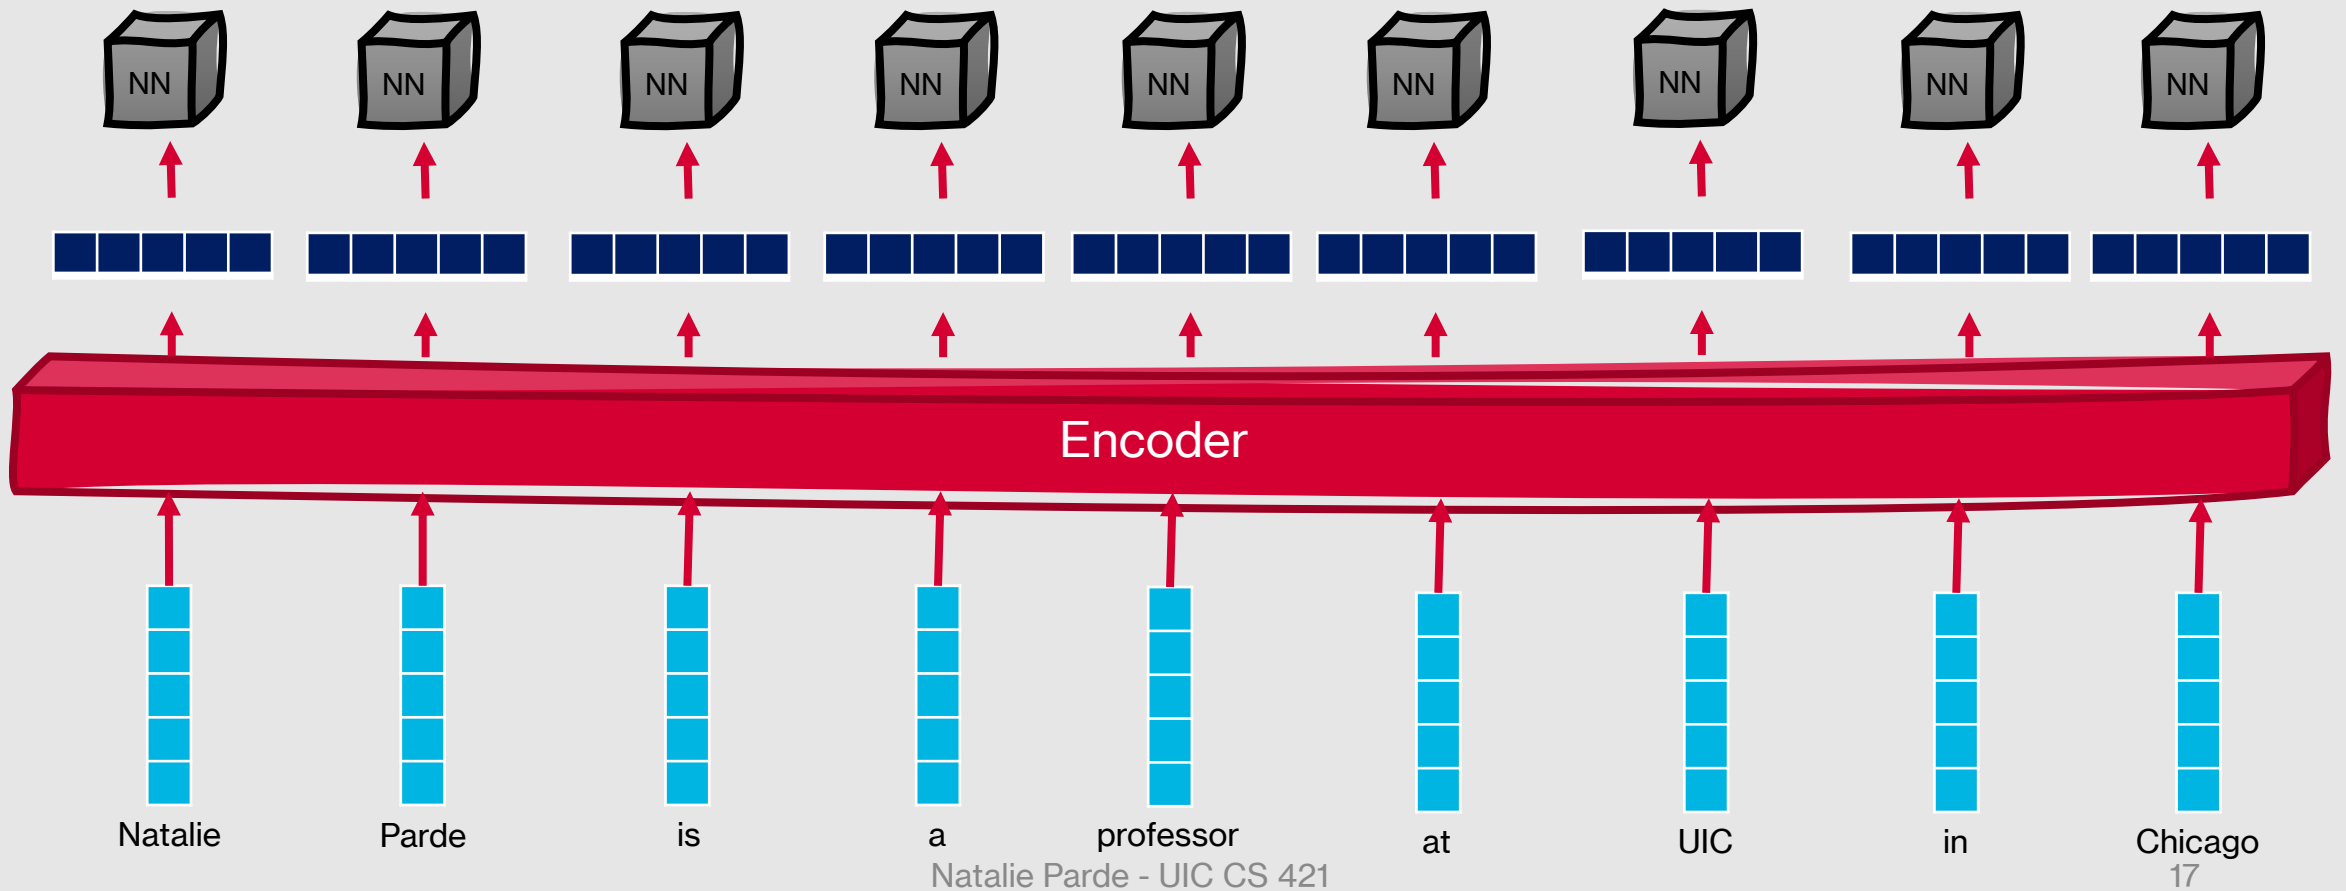 NN NN NN NN NN NN NN NN NN
Encoder
Natalie Parde is a professor at UIC in Chicago
Natalie Parde - UIC CS 421 17